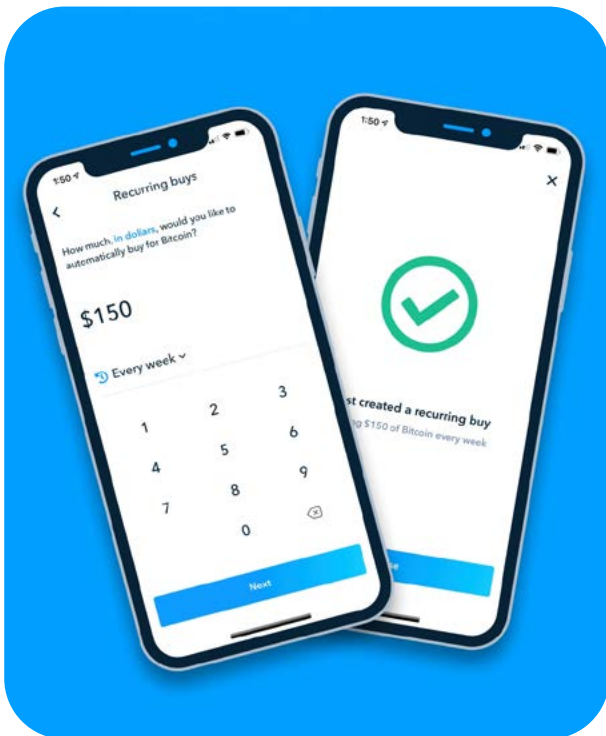 1:50
Recurring buys
How much, in dollars, would you like to
automatically buy for Bitcoin?
$150
Every week
1 2 3
4 5 6
7 8 9
0
Next
1:50
st created a recurring buy
$150 of Bitcoin every week